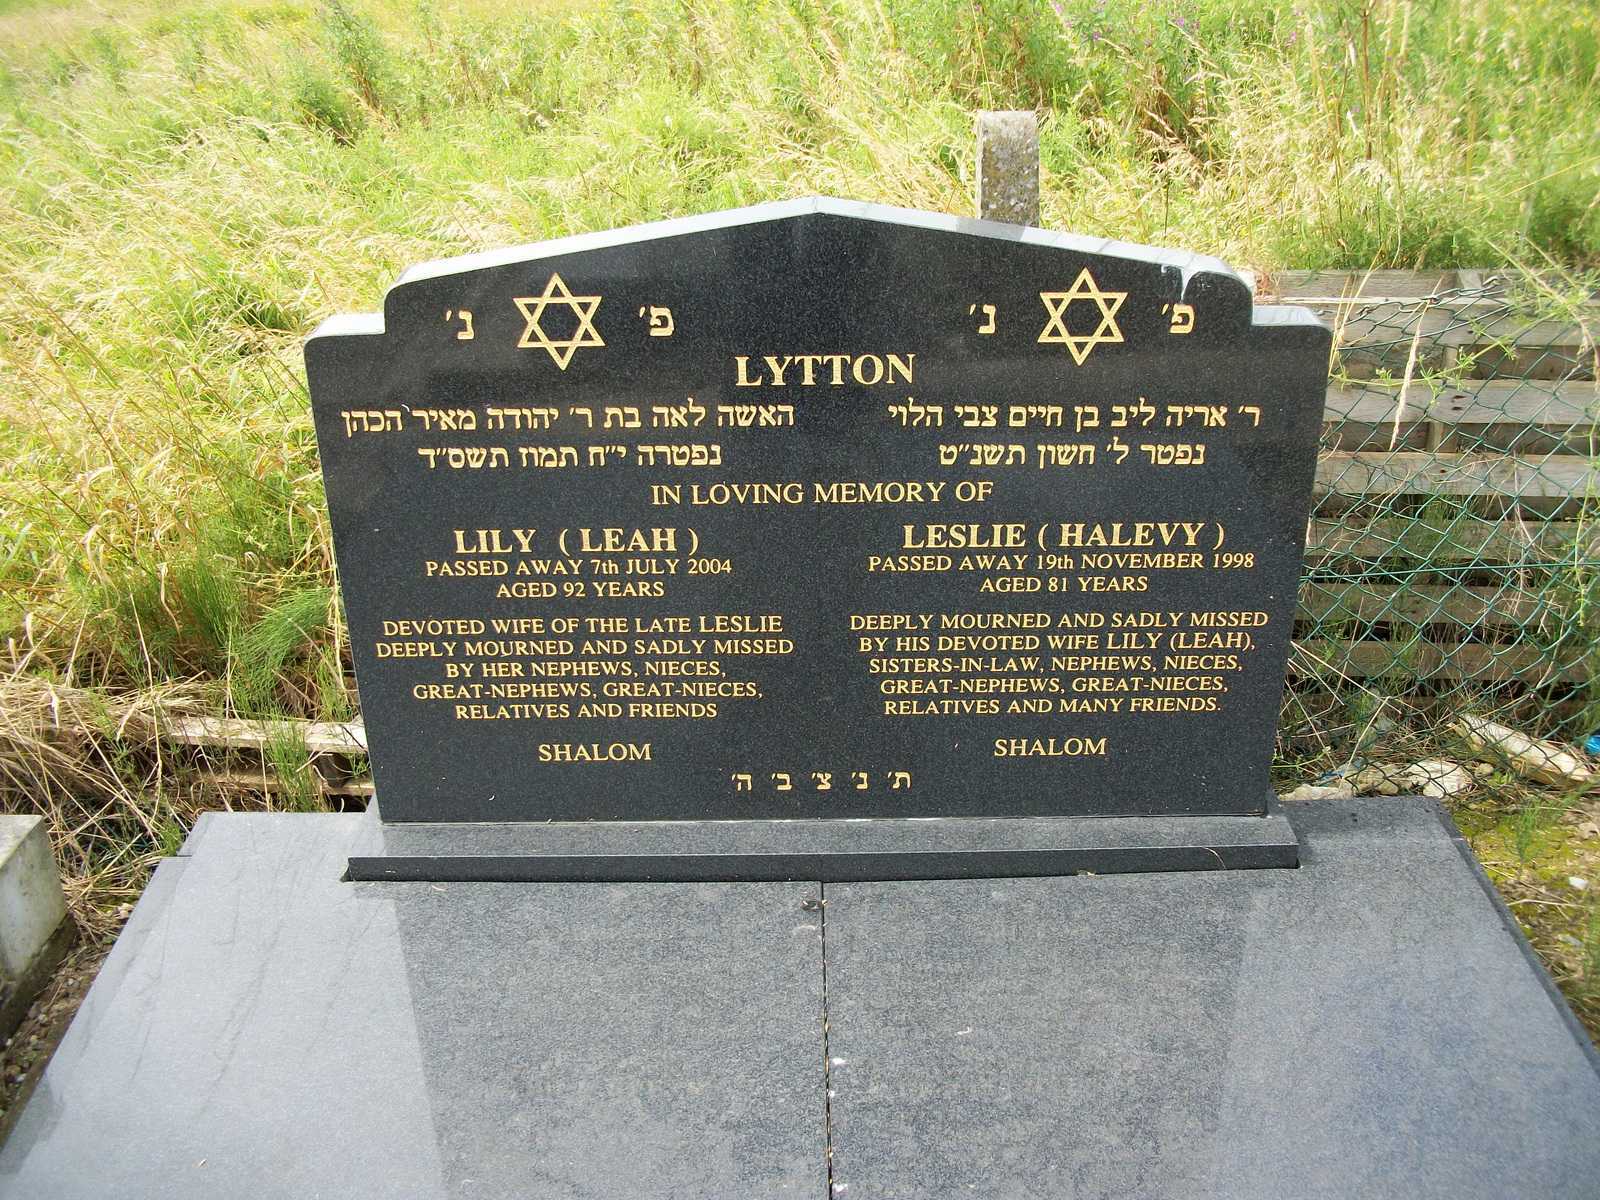 פ׳ נ׳
פ׳ נ׳
LYTTON
האשה לאה בת ר׳ יהודה מאיר הכהן
נפטרה י״ח תמוז תשס״ד
ר׳ אריה ליב בן חיים צבי הלוי
נפטר ל׳ חשון תשנ״ט
IN LOVING MEMORY OF
LILY (LEAH)
PASSED AWAY 7th JULY 2004
AGED 92 YEARS
DEVOTED WIFE OF THE LATE LESLIE
DEEPLY MOURNED AND SADLY MISSED
BY HER NEPHEWS, NIECES,
GREAT-NEPHEWS, GREAT-NIECES,
RELATIVES AND FRIENDS
SHALOM
LESLIE (HALEVY)
PASSED AWAY 19th NOVEMBER 1998
AGED 81 YEARS
DEEPLY MOURNED AND SADLY MISSED
BY HIS DEVOTED WIFE LILY (LEAH),
SISTERS-IN-LAW, NEPHEWS, NIECES,
GREAT-NEPHEWS, GREAT-NIECES,
RELATIVES AND MANY FRIENDS.
SHALOM
ת׳ נ׳ צ׳ ב׳ ה׳